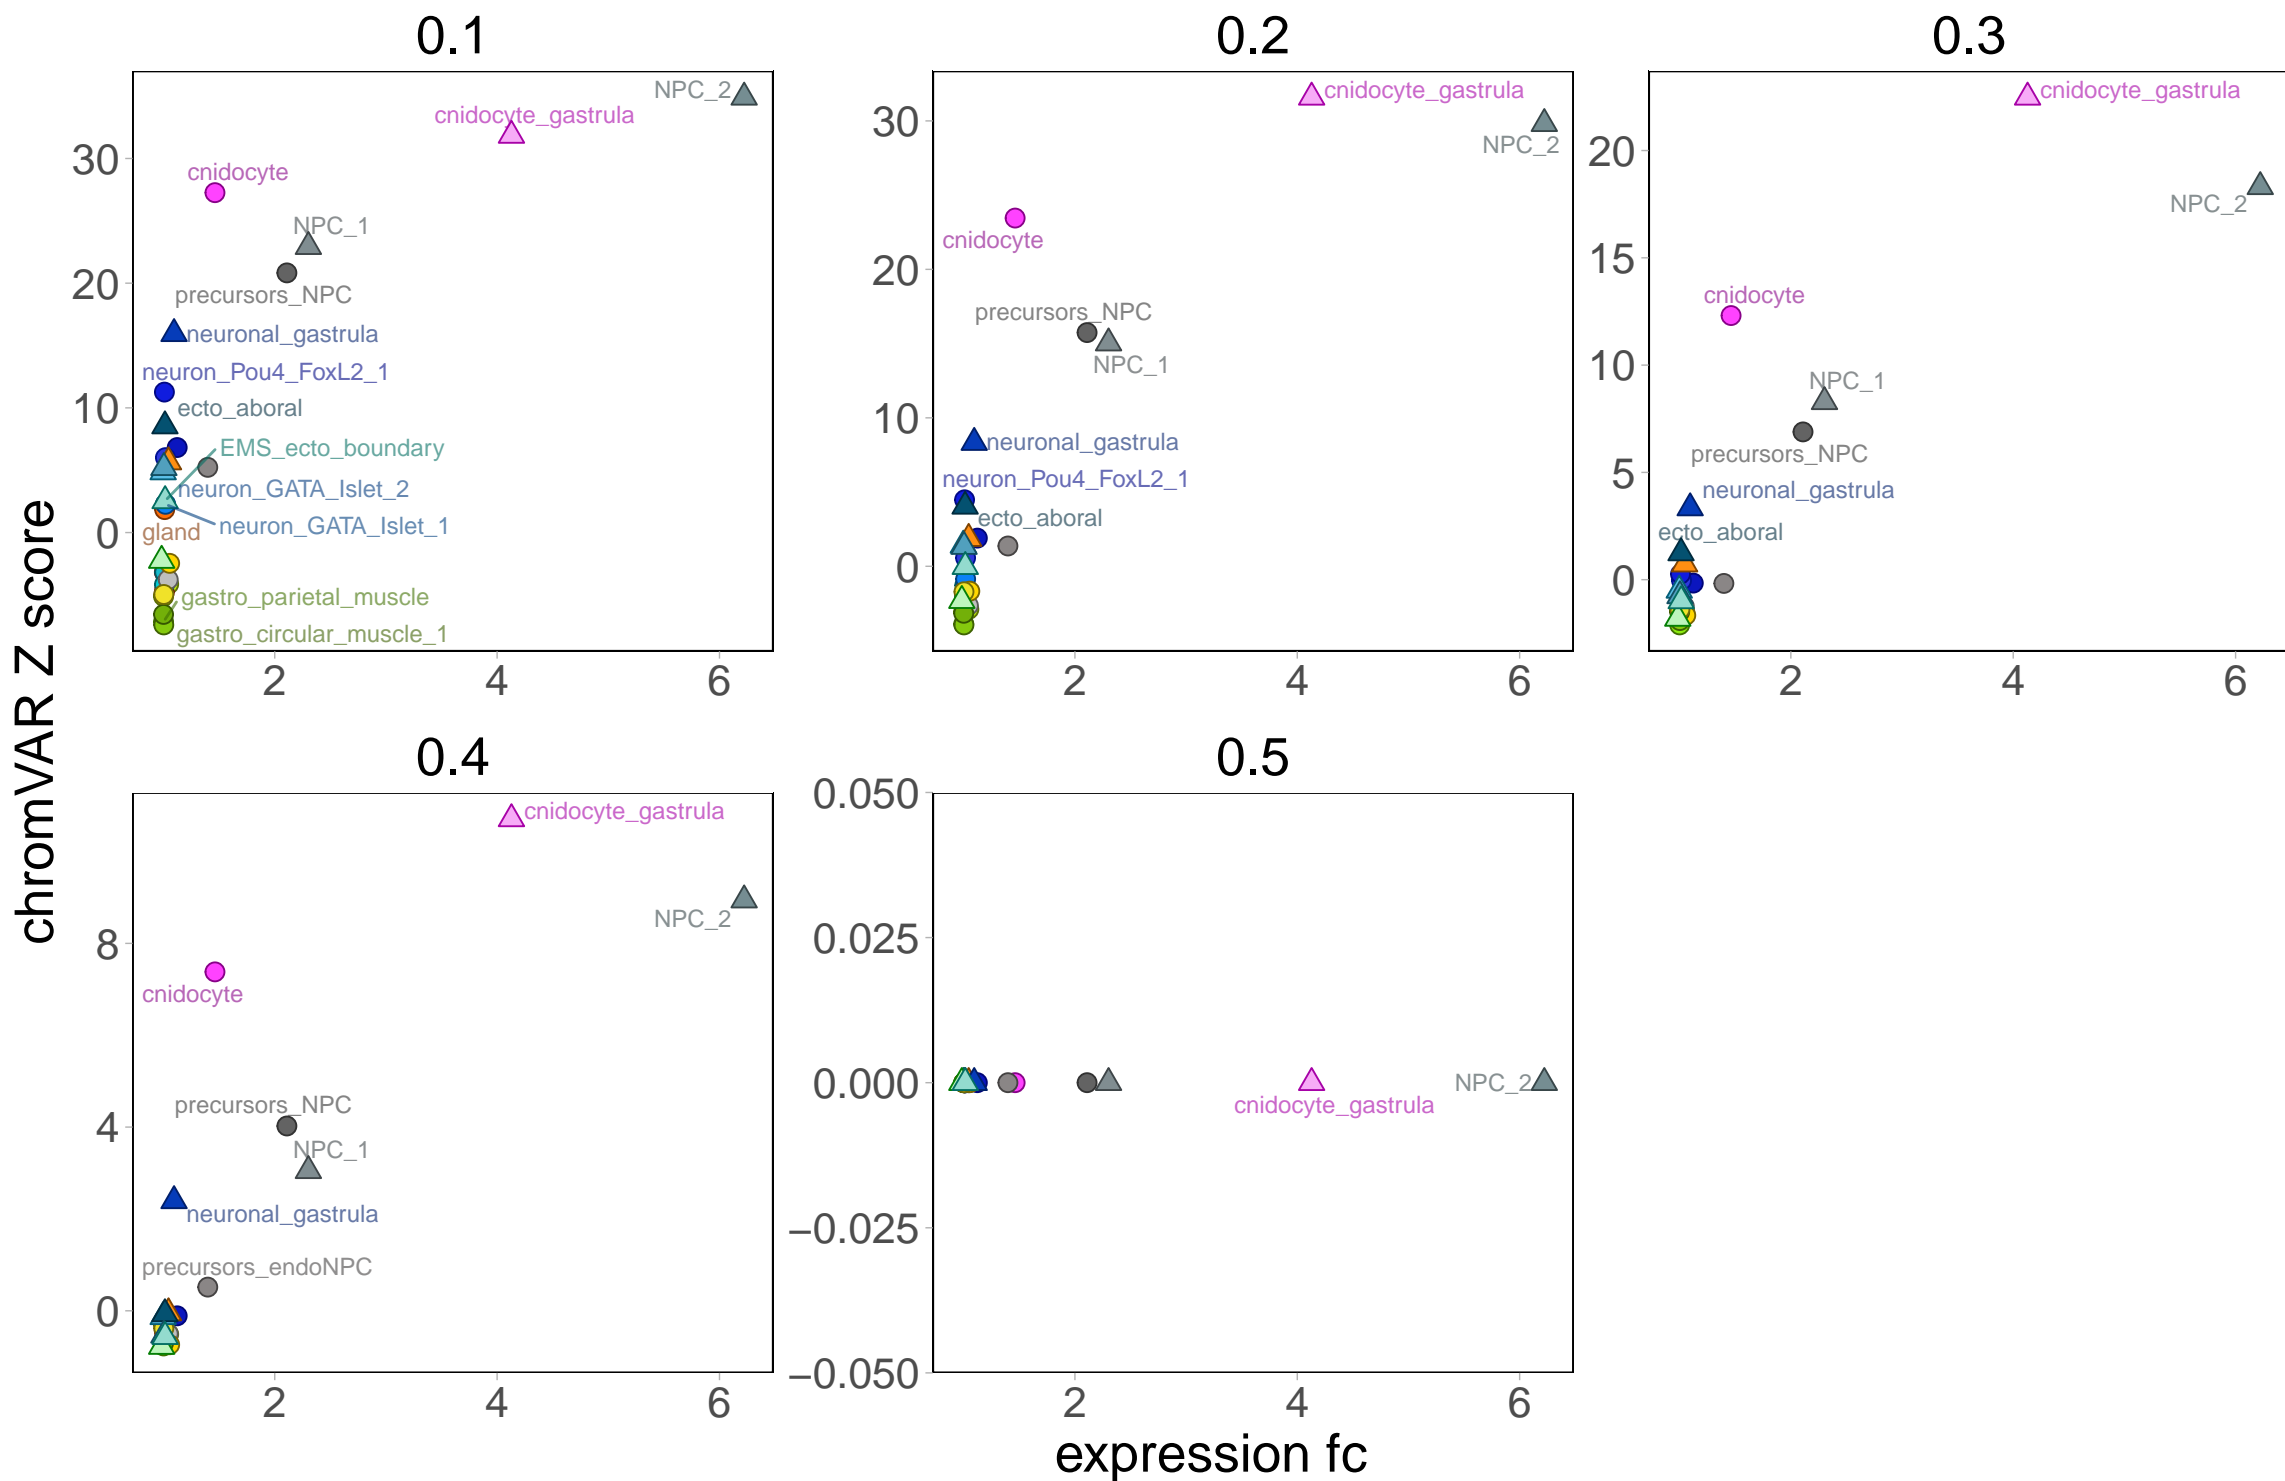 0.1
0.2
0.3
NPC_2
cnidocyte_gastrula
cnidocyte
NPC_1
precursors_NPC
neuronal_gastrula
neuron_Pou4_FoxL2_1
ecto_aboral
EMS_ecto_boundary
neuron_GATA_Islet_2
neuron_GATA_Islet_1
gland
gastro_parietal_muscle
gastro_circular_muscle_1
30
20
10
0
2
4
6
cnidocyte_gastrula
NPC_2
cnidocyte
precursors_NPC
NPC_1
neuronal_gastrula
neuron_Pou4_FoxL2_1
ecto_aboral
30
20
10
0
2
4
6
cnidocyte_gastrula
NPC_2
cnidocyte
NPC_1
precursors_NPC
neuronal_gastrula
ecto_aboral
20
15
10
5
0
2
4
6
chromVAR Z score
0.4
0.5
cnidocyte_gastrula
NPC_2
cnidocyte
precursors_NPC
NPC_1
neuronal_gastrula
precursors_endoNPC
8
4
0
2
4
6
0.050
0.025
0.000
−0.025
−0.050
cnidocyte_gastrula
NPC_2
2
4
6
expression fc